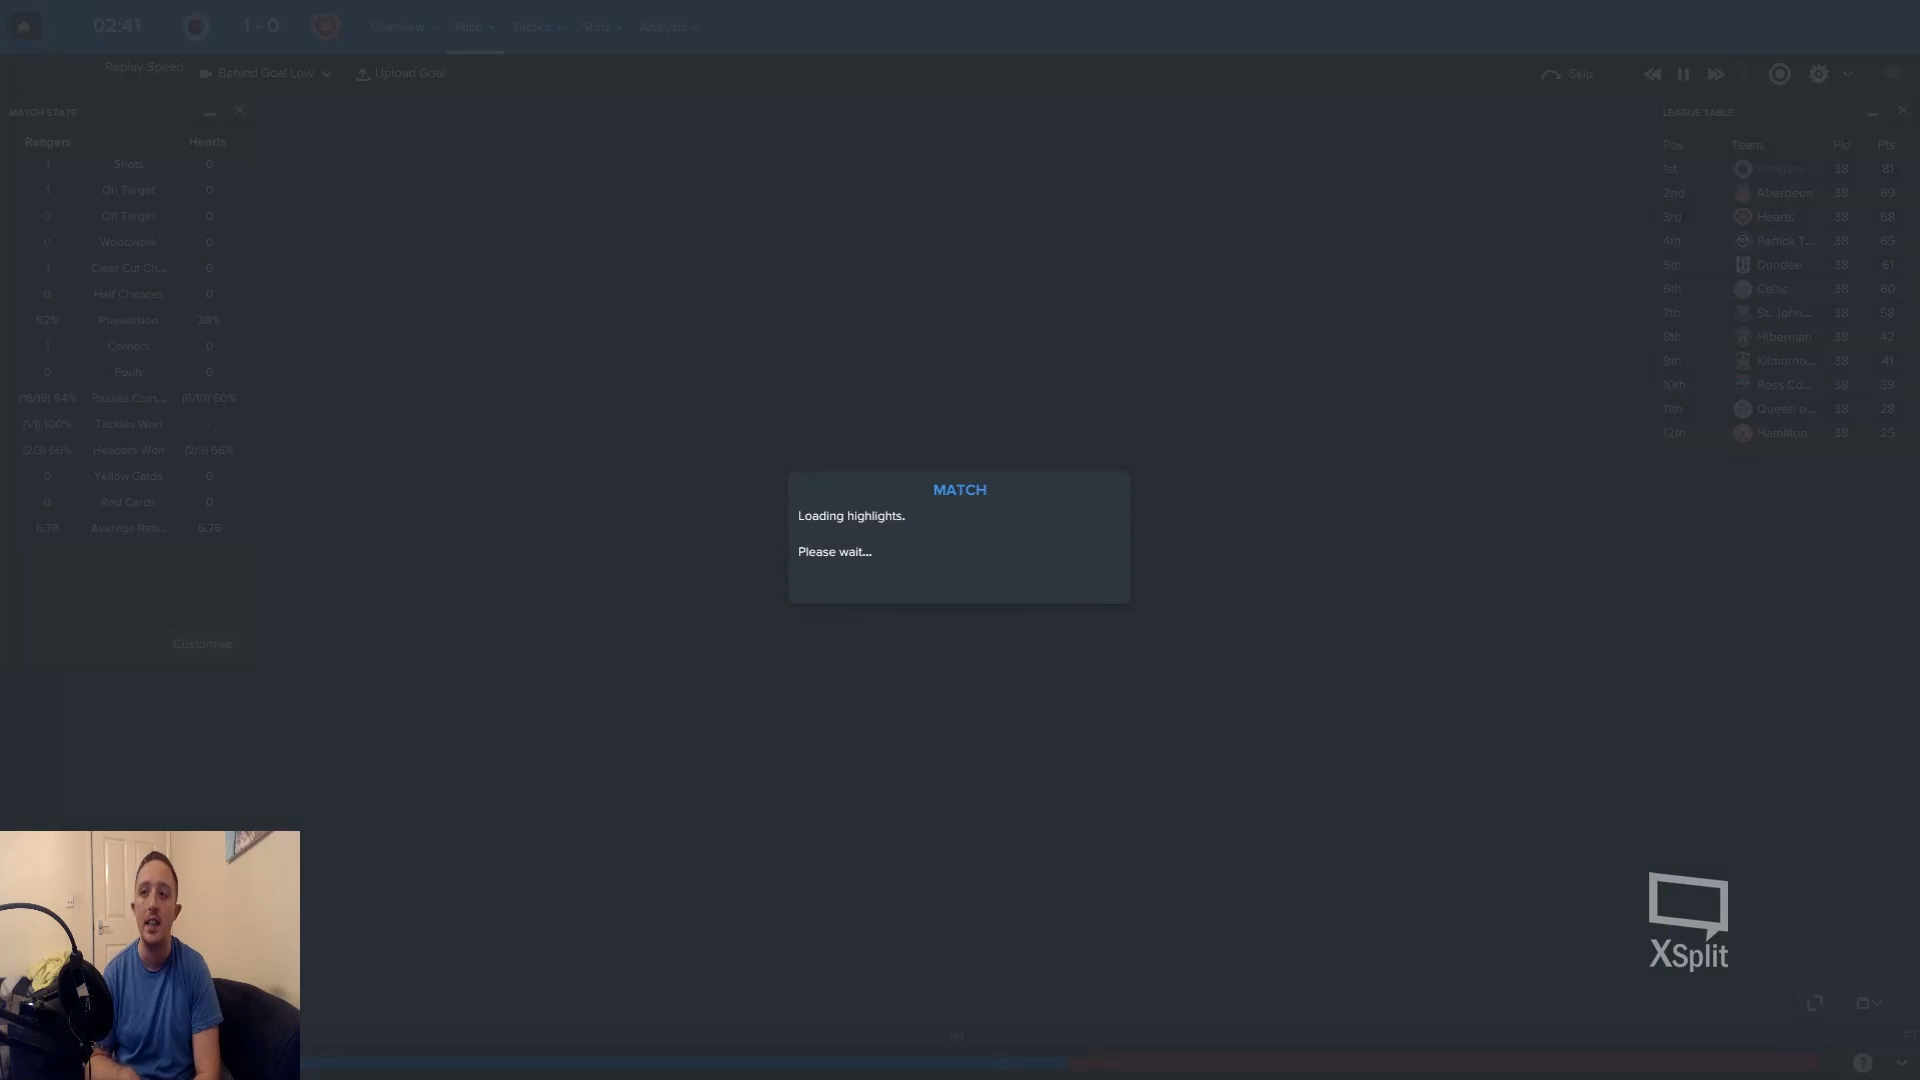 02:41 1 - 0 Overview Pitch Tactics Stats Analysis
Replay Speed Behind Goal Low Upload Goal Skip
MATCH STATS
Rangers Hearts
1 Shots 0
1 On Target 0
0 Off Target 0
0 Woodwork 0
1 Clear Cut Ch... 0
0 Half Chances 0
62% Possession 38%
1 Corners 0
0 Fouls 0
(16/19) 84% Passes Com... (6/10) 60%
(1/1) 100% Tackles Won -
(2/3) 66% Headers Won (2/3) 66%
0 Yellow Cards 0
0 Red Cards 0
6.78 Average Rati... 6.76
Customise
LEAGUE TABLE
Pos Team Pld Pts
1st Rangers 38 81
2nd Aberdeen 38 69
3rd Hearts 38 68
4th Partick T... 38 65
5th Dundee 38 61
6th Celtic 38 60
7th St. John... 38 58
8th Hibernian 38 42
9th Kilmarno... 38 41
10th Ross Co... 38 39
11th Queen o... 38 28
12th Hamilton 38 25
MATCH
Loading highlights.
Please wait...
XSplit